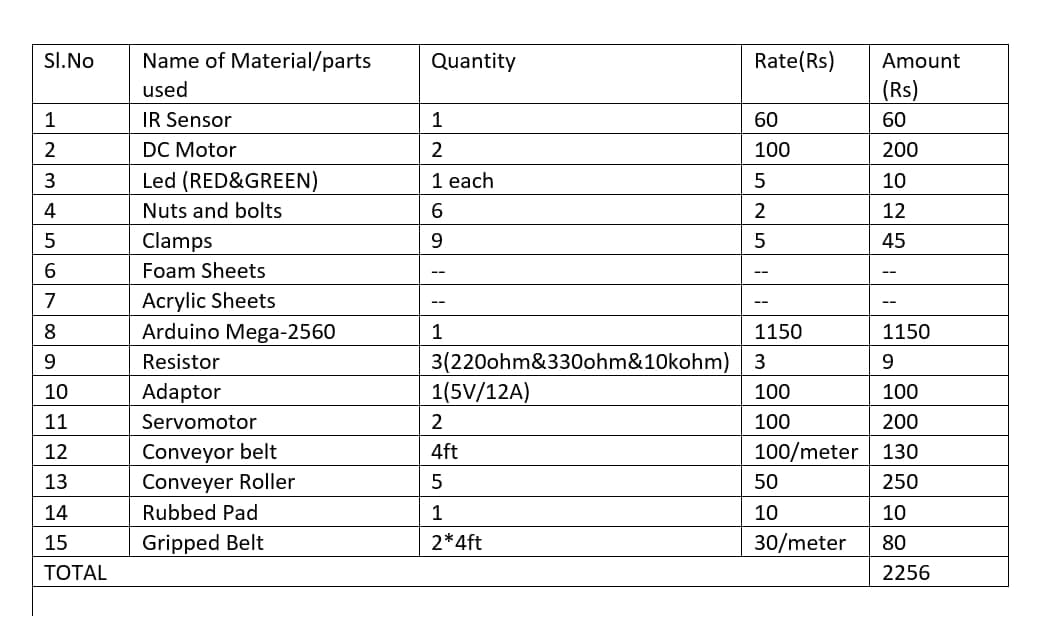 Sl.No Name of Material/parts used Quantity Rate(Rs) Amount (Rs)
1 IR Sensor 1 60 60
2 DC Motor 2 100 200
3 Led (RED&GREEN) 1 each 5 10
4 Nuts and bolts 6 2 12
5 Clamps 9 5 45
6 Foam Sheets -- -- --
7 Acrylic Sheets -- -- --
8 Arduino Mega-2560 1 1150 1150
9 Resistor 3(220ohm&330ohm&10kohm) 3 9
10 Adaptor 1(5V/12A) 100 100
11 Servomotor 2 100 200
12 Conveyor belt 4ft 100/meter 130
13 Conveyer Roller 5 50 250
14 Rubbed Pad 1 10 10
15 Gripped Belt 2*4ft 30/meter 80
TOTAL 2256